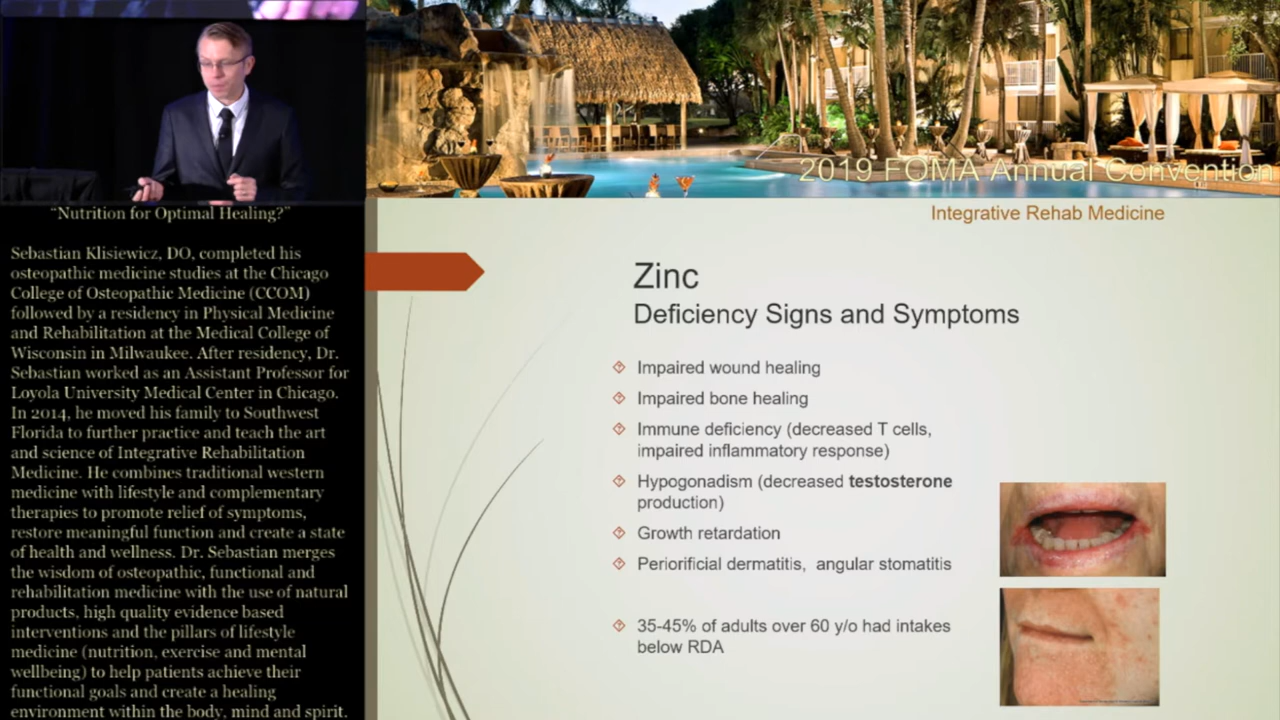 2019 FOMA Annual Convention
"Nutrition for Optimal Healing?"
Sebastian Klisiewicz, DO, completed his
osteopathic medicine studies at the Chicago
College of Osteopathic Medicine (CCOM)
followed by a residency in Physical Medicine
and Rehabilitation at the Medical College of
Wisconsin in Milwaukee. After residency, Dr.
Sebastian worked as an Assistant Professor for
Loyola University Medical Center in Chicago.
In 2014, he moved his family to Southwest
Florida to further practice and teach the art
and science of Integrative Rehabilitation
Medicine. He combines traditional western
medicine with lifestyle and complementary
therapies to promote relief of symptoms,
restore meaningful function and create a state
of health and wellness. Dr. Sebastian merges
the wisdom of osteopathic, functional and
rehabilitation medicine with the use of natural
products, high quality evidence based
interventions and the pillars of lifestyle
medicine (nutrition, exercise and mental
wellbeing) to help patients achieve their
functional goals and create a healing
environment within the body, mind and spirit.
Integrative Rehab Medicine
Zinc
Deficiency Signs and Symptoms
Impaired wound healing
Impaired bone healing
Immune deficiency (decreased T cells,
impaired inflammatory response)
Hypogonadism (decreased testosterone
production)
Growth retardation
Periorificial dermatitis, angular stomatitis
35-45% of adults over 60 y/o had intakes
below RDA